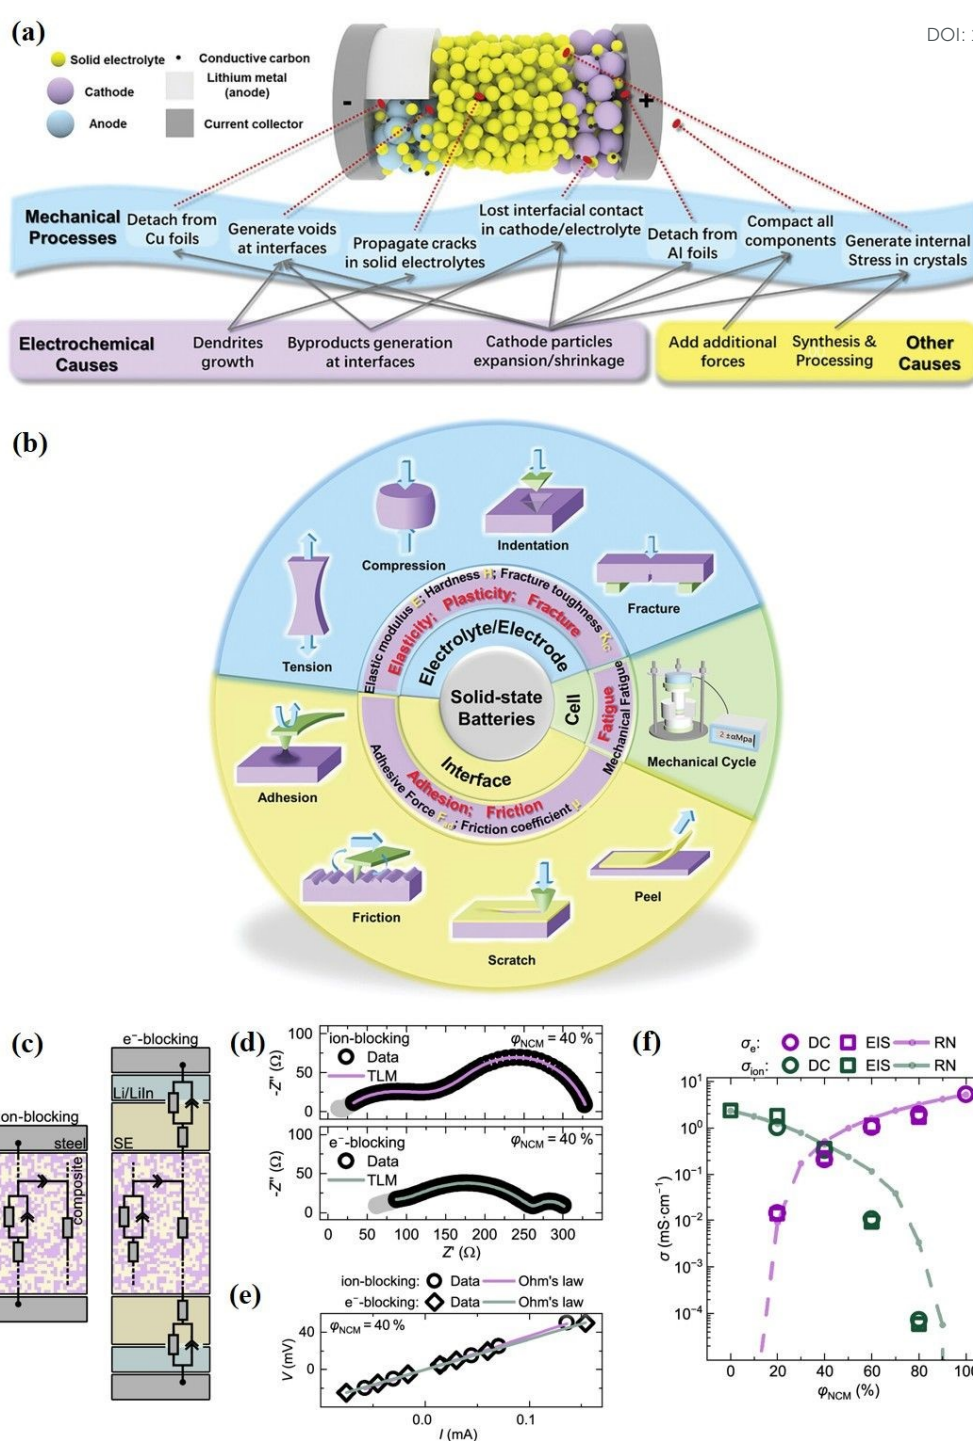 (a)
DOI:
Solid electrolyte
Conductive carbon
Cathode
Lithium metal
(anode)
Anode
Current collector
-
+
Mechanical
Processes
Detach from
Cu foils
Generate voids
at interfaces
Propagate cracks
in solid electrolytes
Lost interfacial contact
in cathode/electrolyte
Detach from
Al foils
Compact all
components
Generate internal
Stress in crystals
Electrochemical
Causes
Dendrites
growth
Byproducts generation
at interfaces
Cathode particles
expansion/shrinkage
Add additional
forces
Synthesis &
Processing
Other
Causes
(b)
Indentation
Compression
Fracture
Tension
Elastic modulus E; Hardness H; Fracture toughness K
Elasticity; Plasticity; Fracture
Electrolyte/Electrode
Solid-state
Batteries
Cell
Fatigue
Mechanical Fatigue
Mechanical Cycle
Interface
Adhesion; Friction
Adhesive Force F ; Friction coefficient μ
Adhesion
Friction
Scratch
Peel
(c)
e⁻-blocking
Li/LiIn
on-blocking
steel
SE
composite
(d)
100
50
0
-Z'' (Ω)
ion-blocking
φNCM = 40 %
Data
TLM
100
50
0
-Z'' (Ω)
e⁻-blocking
φNCM = 40 %
Data
TLM
0 50 100 150 200 250 300
Z' (Ω)
(e)
ion-blocking: Data Ohm's law
e⁻-blocking: Data Ohm's law
φNCM = 40 %
40
0
V (mV)
0.0 0.1
I (mA)
(f)
σe: DC EIS RN
σion: DC EIS RN
10¹
10⁰
10⁻¹
10⁻²
10⁻³
10⁻⁴
σ (mS·cm⁻¹)
0 20 40 60 80 100
φNCM (%)